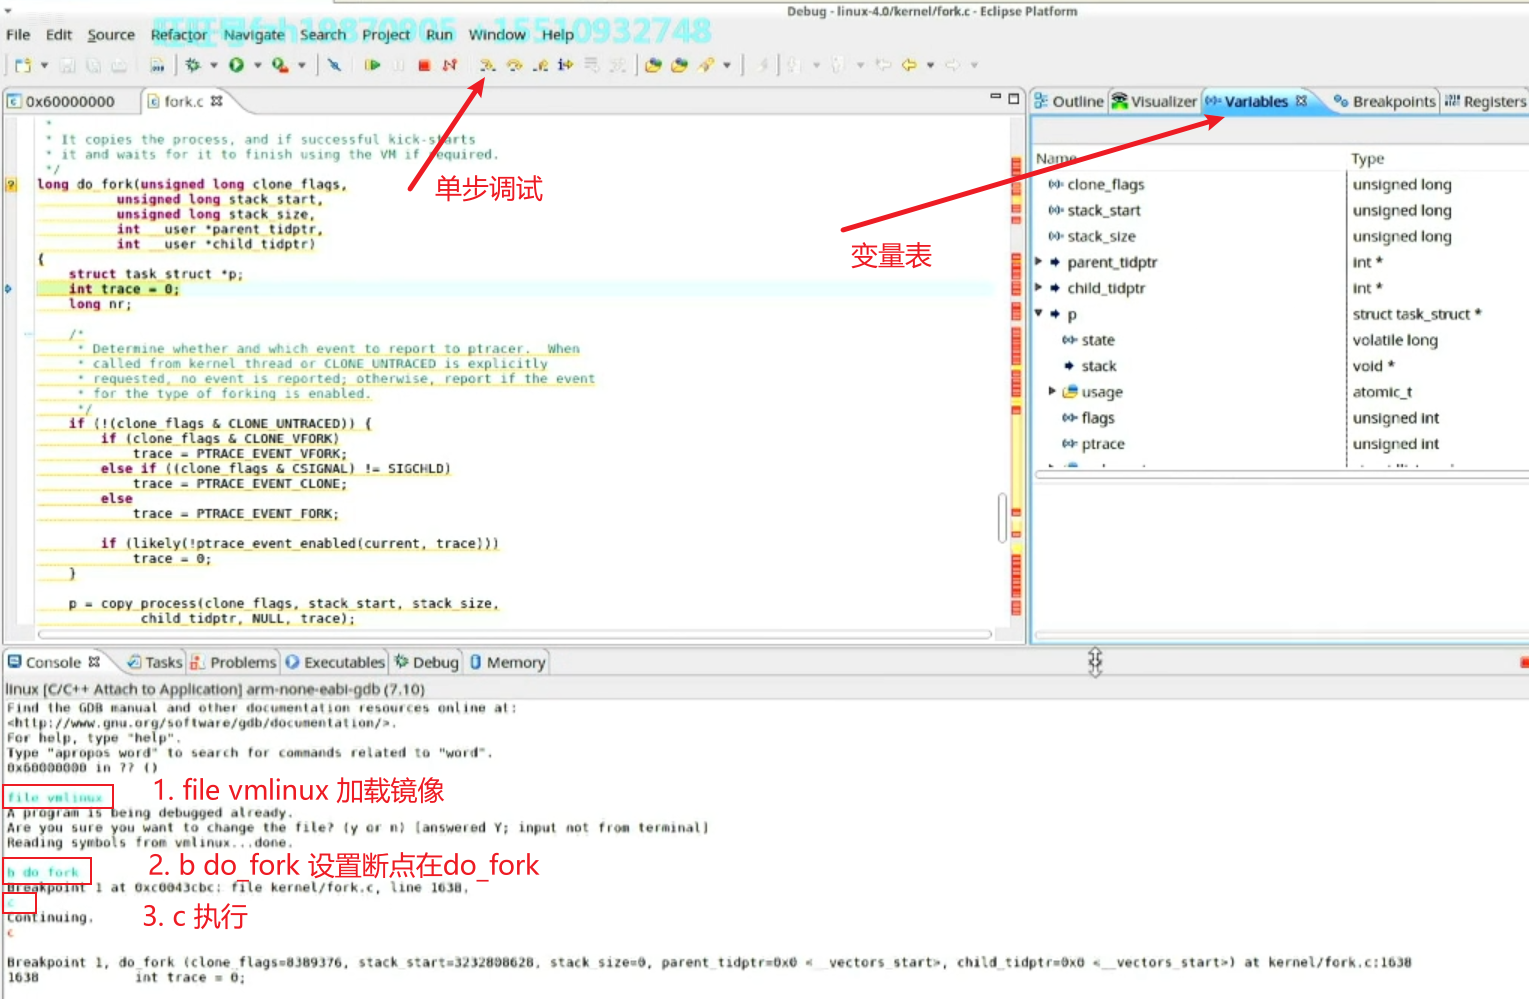 Debug - linux-4.0/kernel/fork.c - Eclipse Platform
File Edit Source Refactor Navigate Search Project Run Window Help
0x60000000 fork.c
Outline Visualizer Variables Breakpoints Registers
*
* It copies the process, and if successful kick-starts
* it and waits for it to finish using the VM if required.
*/
long do_fork(unsigned long clone_flags,
unsigned long stack_start,
unsigned long stack_size,
int __user *parent_tidptr,
int __user *child_tidptr)
{
struct task_struct *p;
int trace = 0;
long nr;
/*
* Determine whether and which event to report to ptracer. When
* called from kernel_thread or CLONE_UNTRACED is explicitly
* requested, no event is reported; otherwise, report if the event
* for the type of forking is enabled.
*/
if (!(clone_flags & CLONE_UNTRACED)) {
if (clone_flags & CLONE_VFORK)
trace = PTRACE_EVENT_VFORK;
else if ((clone_flags & CSIGNAL) != SIGCHLD)
trace = PTRACE_EVENT_CLONE;
else
trace = PTRACE_EVENT_FORK;
if (likely(!ptrace_event_enabled(current, trace)))
trace = 0;
}
p = copy_process(clone_flags, stack_start, stack_size,
child_tidptr, NULL, trace);
单步调试
变量表
Name Type
clone_flags unsigned long
stack_start unsigned long
stack_size unsigned long
parent_tidptr int *
child_tidptr int *
p struct task_struct *
state volatile long
stack void *
usage atomic_t
flags unsigned int
ptrace unsigned int
Console Tasks Problems Executables Debug Memory
linux [C/C++ Attach to Application] arm-none-eabi-gdb (7.10)
Find the GDB manual and other documentation resources online at:
<http://www.gnu.org/software/gdb/documentation/>.
For help, type "help".
Type "apropos word" to search for commands related to "word".
0x60000000 in ?? ()
file vmlinux
1. file vmlinux 加载镜像
A program is being debugged already.
Are you sure you want to change the file? (y or n) [answered Y; input not from terminal]
Reading symbols from vmlinux...done.
b do_fork
2. b do_fork 设置断点在do_fork
Breakpoint 1 at 0xc0043cbc: file kernel/fork.c, line 1638.
c
3. c 执行
Continuing.
c
Breakpoint 1, do_fork (clone_flags=8389376, stack_start=3232808628, stack_size=0, parent_tidptr=0x0 <__vectors_start>, child_tidptr=0x0 <__vectors_start>) at kernel/fork.c:1638
1638 int trace = 0;